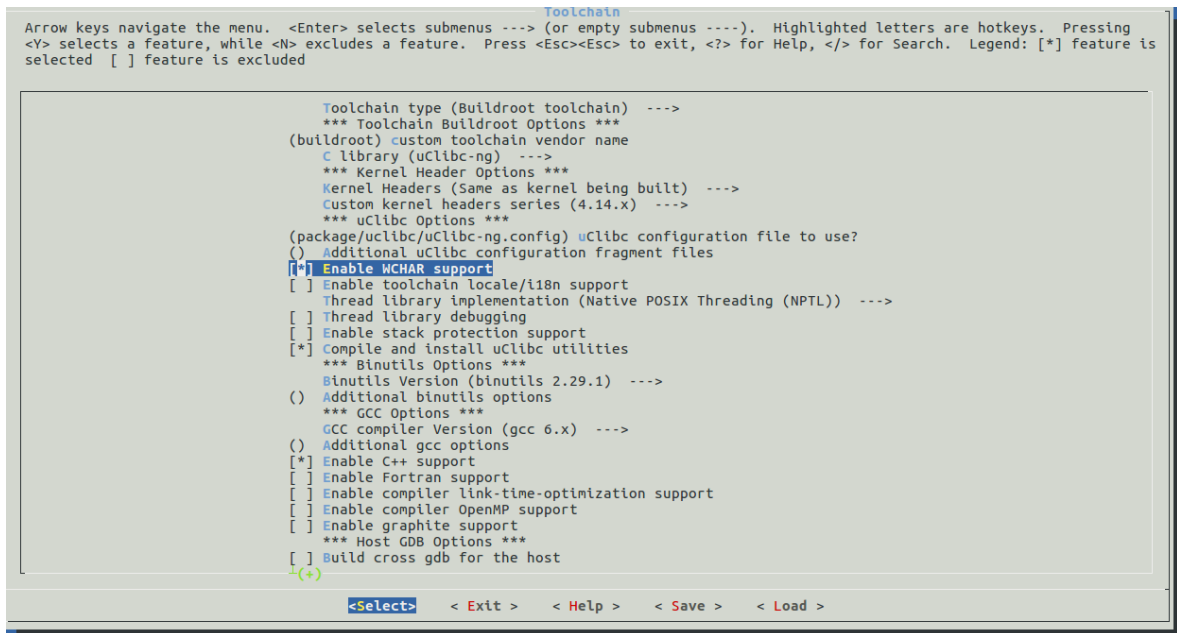 Toolchain
Arrow keys navigate the menu.  <Enter> selects submenus ---> (or empty submenus ----).  Highlighted letters are hotkeys.  Pressing
<Y> selects a feature, while <N> excludes a feature.  Press <Esc><Esc> to exit, <?> for Help, </> for Search.  Legend: [*] feature is
selected  [ ] feature is excluded
Toolchain type (Buildroot toolchain)  --->
*** Toolchain Buildroot Options ***
(buildroot) custom toolchain vendor name
C library (uClibc-ng)  --->
*** Kernel Header Options ***
Kernel Headers (Same as kernel being built)  --->
Custom kernel headers series (4.14.x)  --->
*** uClibc Options ***
(package/uclibc/uClibc-ng.config) uClibc configuration file to use?
()  Additional uClibc configuration fragment files
[*] Enable WCHAR support
[ ] Enable toolchain locale/i18n support
Thread library implementation (Native POSIX Threading (NPTL))  --->
[ ] Thread library debugging
[ ] Enable stack protection support
[*] Compile and install uClibc utilities
*** Binutils Options ***
Binutils Version (binutils 2.29.1)  --->
()  Additional binutils options
*** GCC Options ***
GCC compiler Version (gcc 6.x)  --->
()  Additional gcc options
[*] Enable C++ support
[ ] Enable Fortran support
[ ] Enable compiler link-time-optimization support
[ ] Enable compiler OpenMP support
[ ] Enable graphite support
*** Host GDB Options ***
[ ] Build cross gdb for the host
┴(+)
<Select>    < Exit >    < Help >    < Save >    < Load >